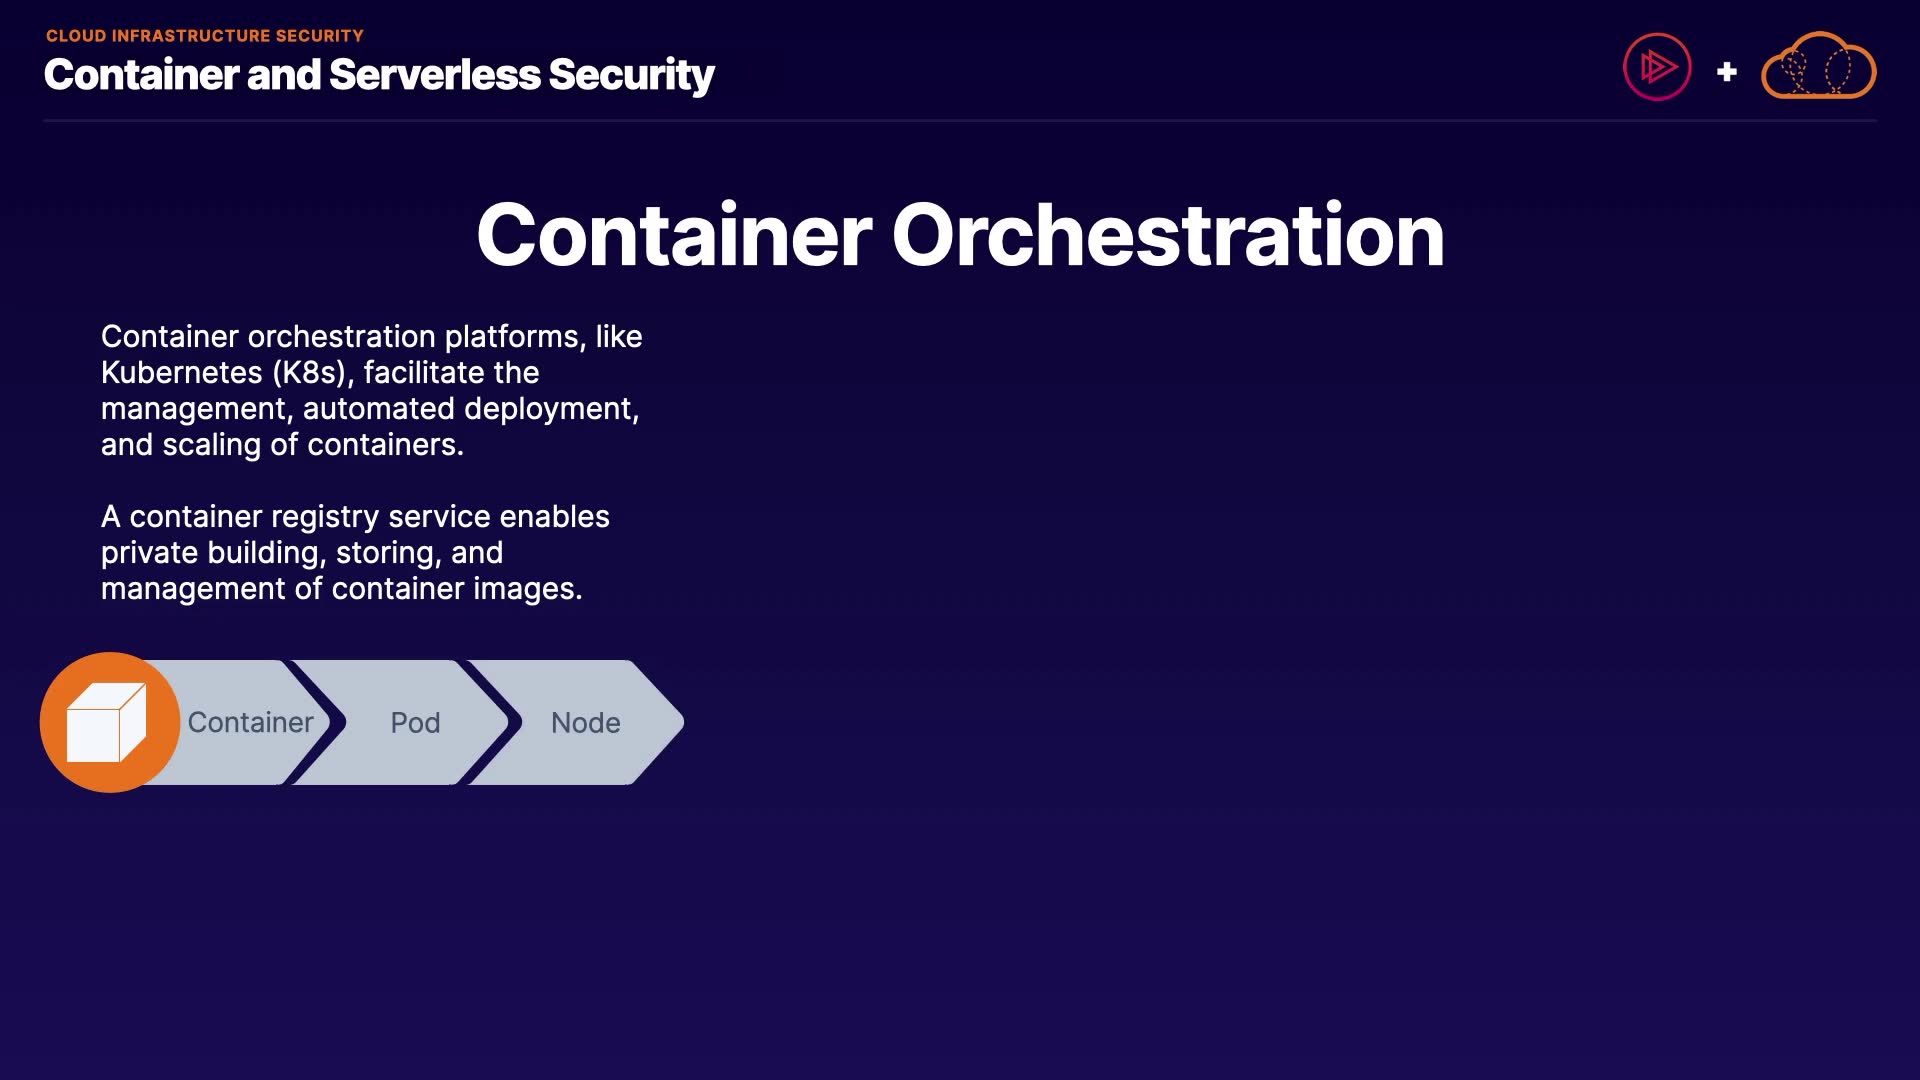 CLOUD INFRASTRUCTURE SECURITY
Container and Serverless Security
+
Container Orchestration
Container orchestration platforms, like
Kubernetes (K8s), facilitate the
management, automated deployment,
and scaling of containers.
A container registry service enables
private building, storing, and
management of container images.
Container
Pod
Node